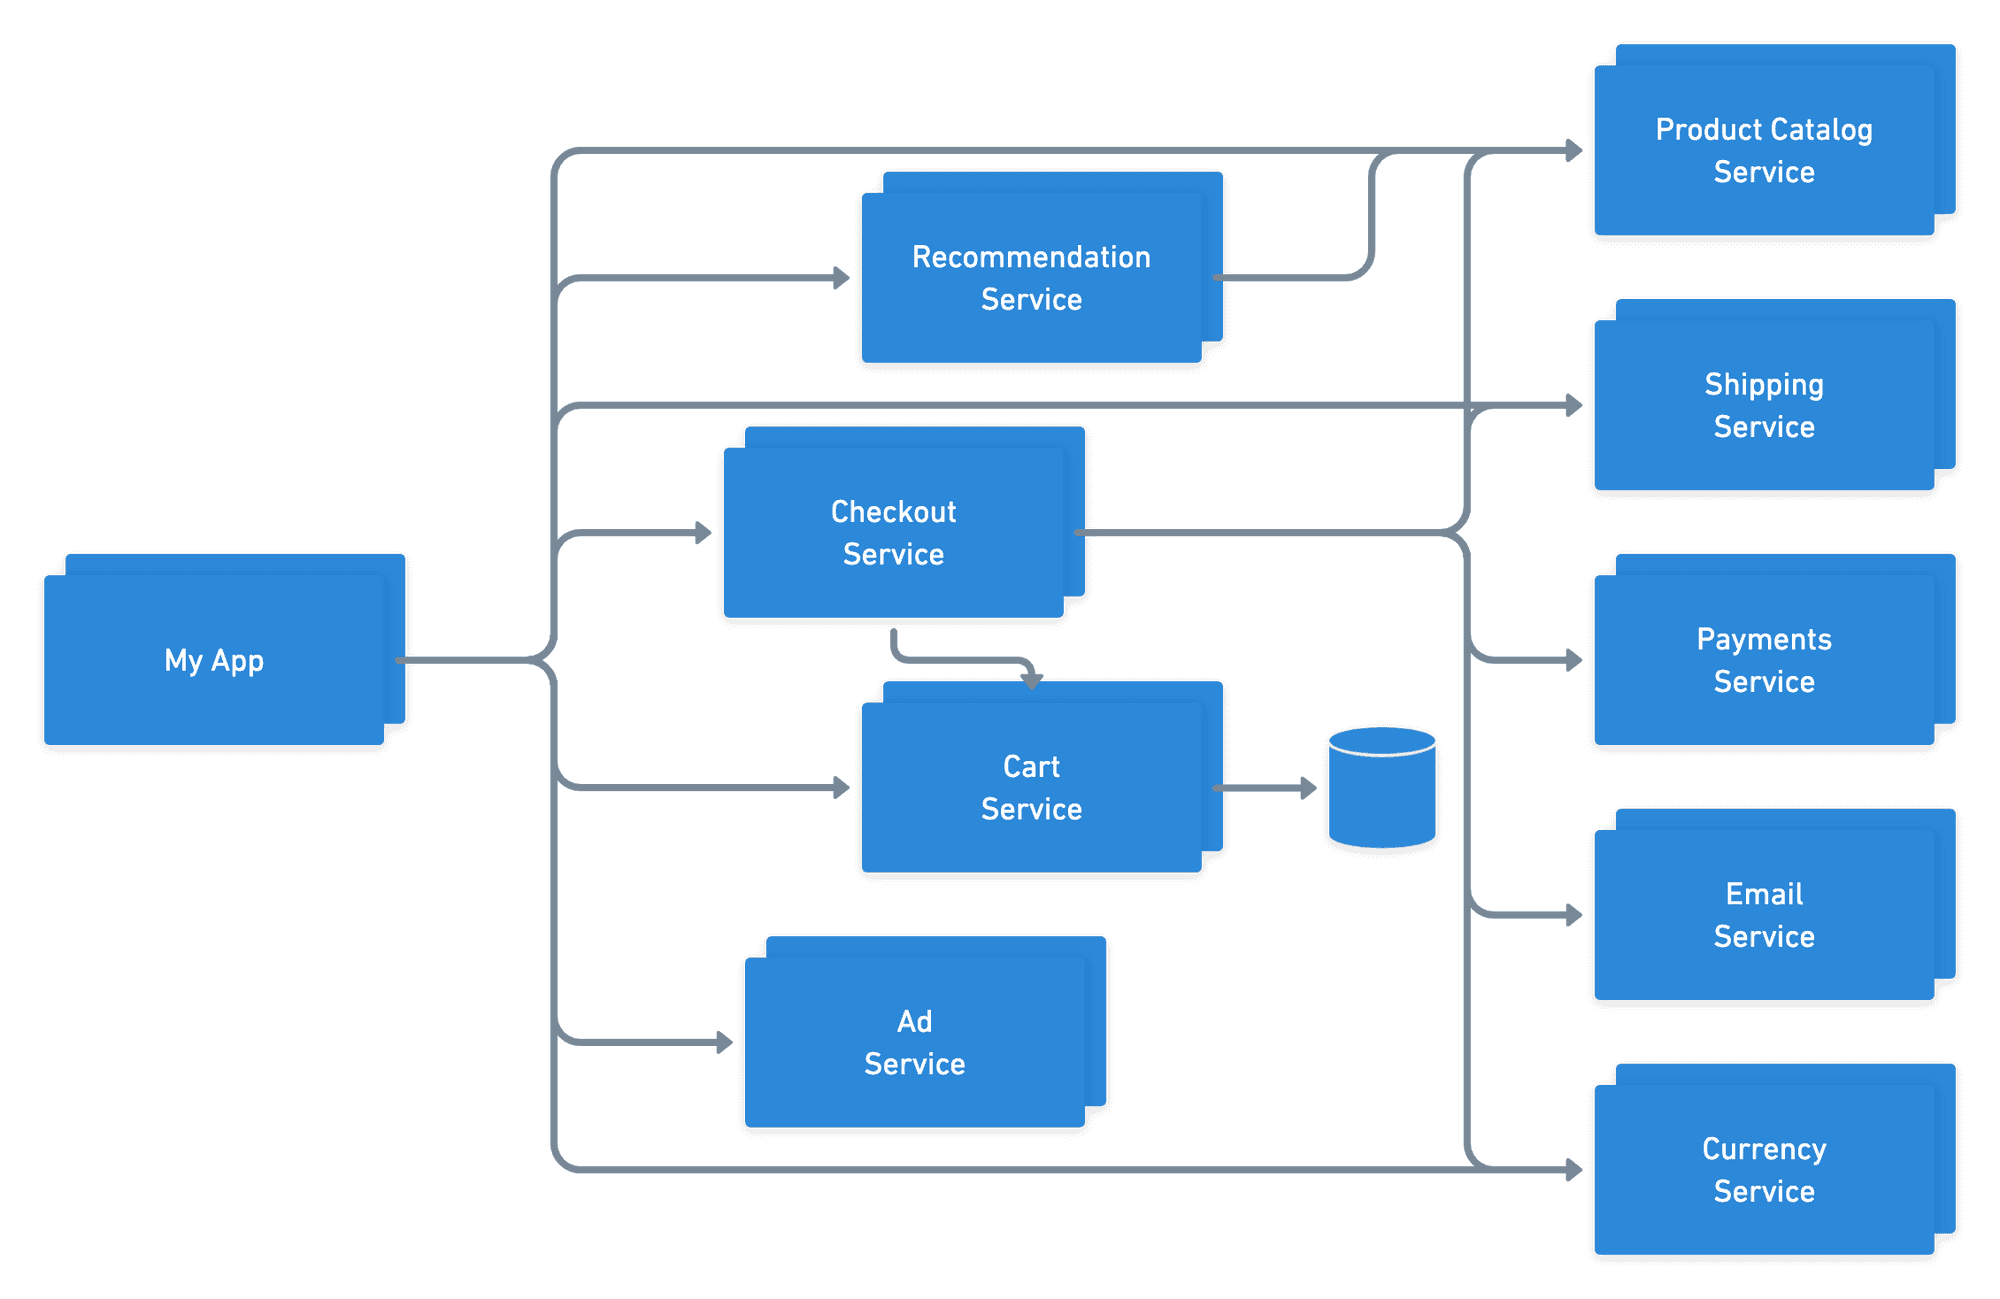 Product Catalog
Service
Recommendation
Service
Shipping
Service
Checkout
Service
My App
Payments
Service
Cart
Service
Email
Service
Ad
Service
Currency
Service